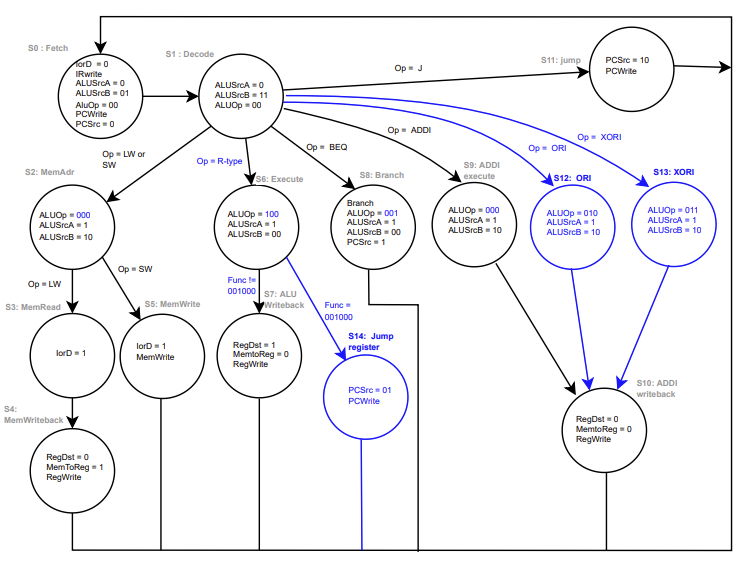 S0 : Fetch
IorD = 0
IRwrite
ALUSrcA = 0
ALUSrcB = 01
AluOp = 00
PCWrite
PCSrc = 0
S1 : Decode
ALUSrcA = 0
ALUSrcB = 11
ALUOp = 00
Op = J
S11: jump
PCSrc = 10
PCWrite
Op = LW or
SW
Op = R-type
Op = BEQ
Op = ADDI
Op = ORI
Op = XORI
S2: MemAdr
ALUOp = 000
ALUSrcA = 1
ALUSrcB = 10
S6: Execute
ALUOp = 100
ALUSrcA = 1
ALUSrcB = 00
S8: Branch
Branch
ALUOp = 001
ALUSrcA = 1
ALUSrcB = 00
PCSrc = 1
S9: ADDI
execute
ALUOp = 000
ALUSrcA = 1
ALUSrcB = 10
S12: ORI
ALUOp = 010
ALUSrcA = 1
ALUSrcB = 10
S13: XORI
ALUOp = 011
ALUSrcA = 1
ALUSrcB = 10
Op = LW
Op = SW
Func !=
001000
Func =
001000
S3: MemRead
IorD = 1
S5: MemWrite
IorD = 1
MemWrite
S7: ALU
Writeback
RegDst = 1
MemtoReg = 0
RegWrite
S14: Jump
register
PCSrc = 01
PCWrite
S10: ADDI
writeback
RegDst = 0
MemtoReg = 0
RegWrite
S4:
MemWriteback
RegDst = 0
MemToReg = 1
RegWrite